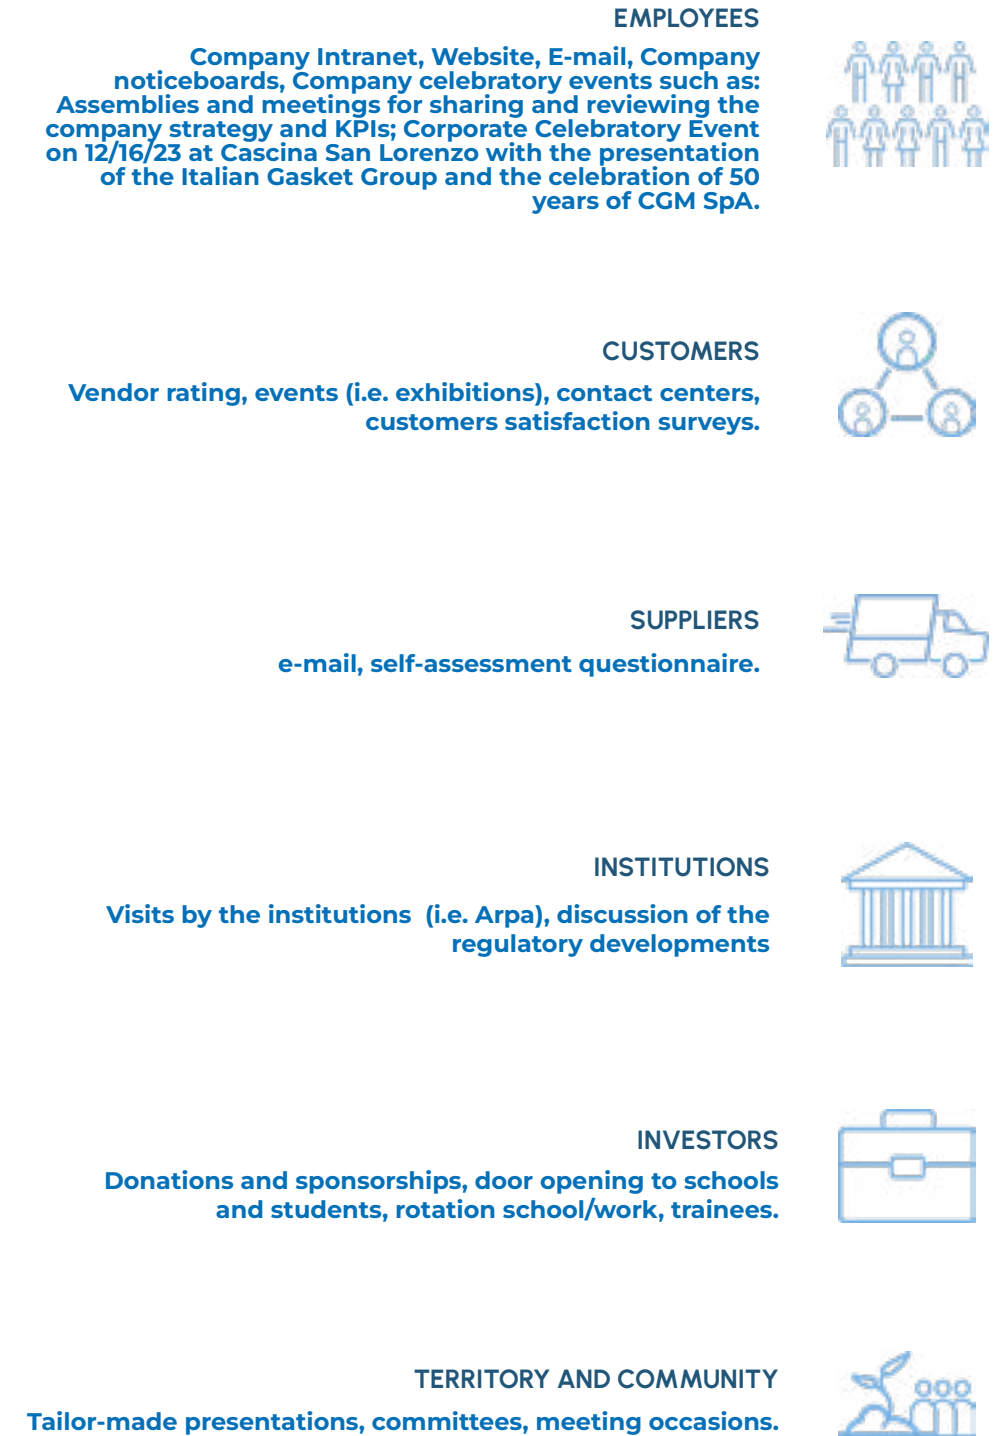 EMPLOYEES
Company Intranet, Website, E-mail, Company
noticeboards, Company celebratory events such as:
Assemblies and meetings for sharing and reviewing the
company strategy and KPIs; Corporate Celebratory Event
on 12/16/23 at Cascina San Lorenzo with the presentation
of the Italian Gasket Group and the celebration of 50
years of CGM SpA.
CUSTOMERS
Vendor rating, events (i.e. exhibitions), contact centers,
customers satisfaction surveys.
SUPPLIERS
e-mail, self-assessment questionnaire.
INSTITUTIONS
Visits by the institutions  (i.e. Arpa), discussion of the
regulatory developments
INVESTORS
Donations and sponsorships, door opening to schools
and students, rotation school/work, trainees.
TERRITORY AND COMMUNITY
Tailor-made presentations, committees, meeting occasions.